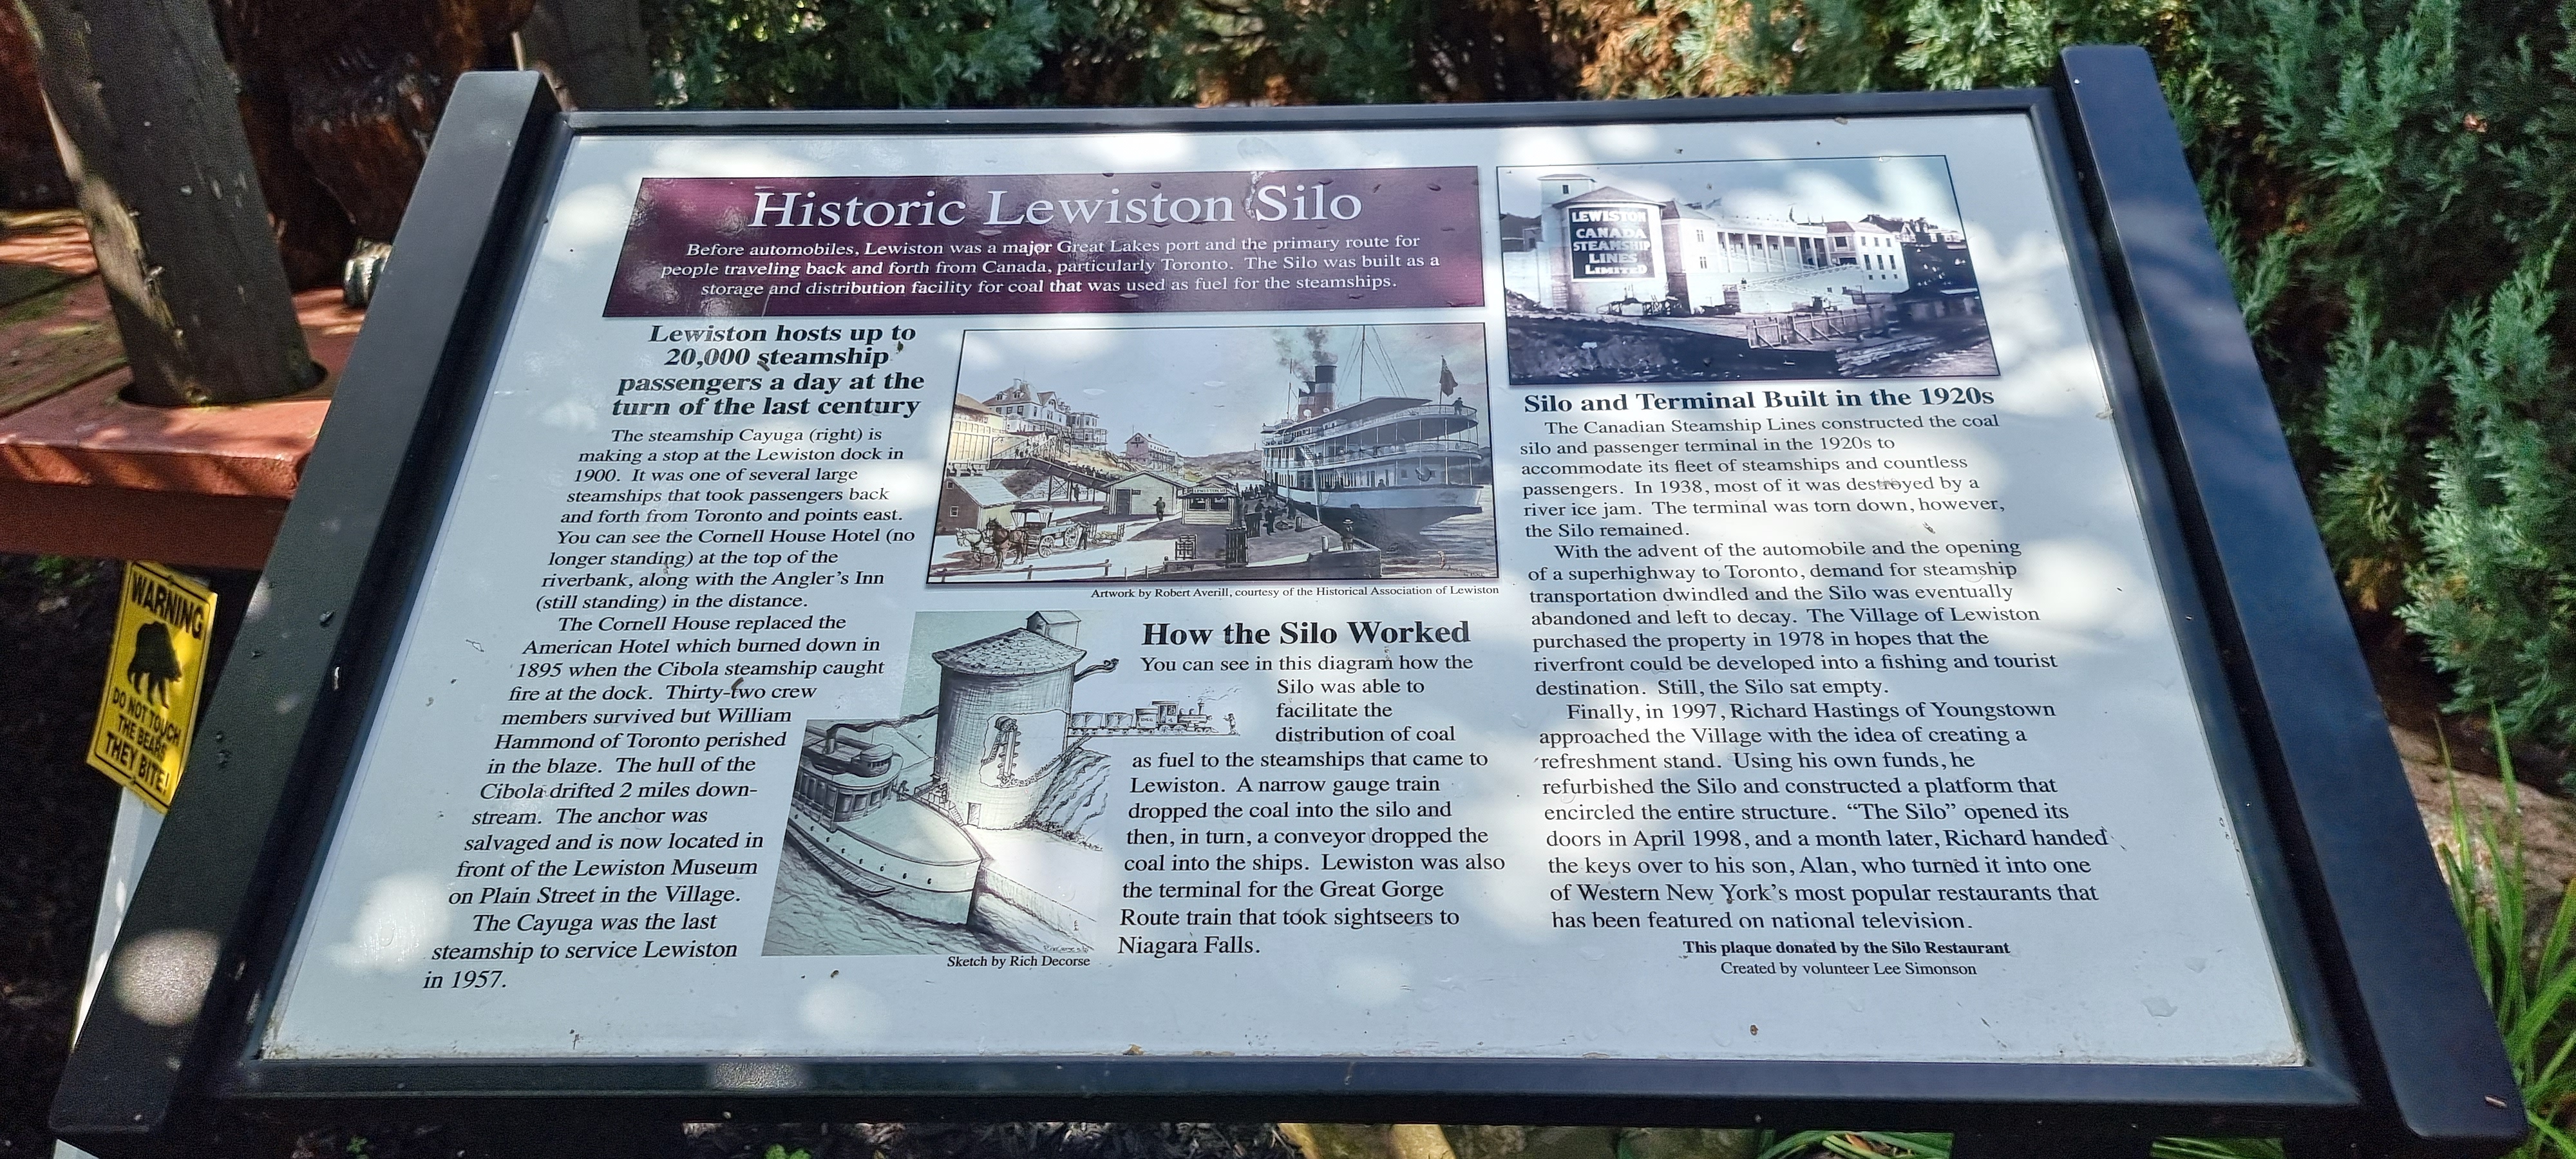 Historic Lewiston Silo
Before automobiles, Lewiston was a major Great Lakes port and the primary route for
people traveling back and forth from Canada, particularly Toronto. The Silo was built as a
storage and distribution facility for coal that was used as fuel for the steamships.
Lewiston hosts up to
20,000 steamship
passengers a day at the
turn of the last century
The steamship Cayuga (right) is
making a stop at the Lewiston dock in
1900. It was one of several large
steamships that took passengers back
and forth from Toronto and points east.
You can see the Cornell House Hotel (no
longer standing) at the top of the
riverbank, along with the Angler's Inn
(still standing) in the distance.
The Cornell House replaced the
American Hotel which burned down in
1895 when the Cibola steamship caught
fire at the dock. Thirty-two crew
members survived but William
Hammond of Toronto perished
in the blaze. The hull of the
Cibola drifted 2 miles down-
stream. The anchor was
salvaged and is now located in
front of the Lewiston Museum
on Plain Street in the Village.
The Cayuga was the last
steamship to service Lewiston
in 1957.
Artwork by Robert Averill, courtesy of the Historical Association of Lewiston
How the Silo Worked
You can see in this diagram how the
Silo was able to
facilitate the
distribution of coal
as fuel to the steamships that came to
Lewiston. A narrow gauge train
dropped the coal into the silo and
then, in turn, a conveyor dropped the
coal into the ships. Lewiston was also
the terminal for the Great Gorge
Route train that took sightseers to
Niagara Falls.
Sketch by Rich Decorse
LEWISTON
CANADA
STEAMSHIP
LINES
LIMITED
Silo and Terminal Built in the 1920s
The Canadian Steamship Lines constructed the coal
silo and passenger terminal in the 1920s to
accommodate its fleet of steamships and countless
passengers. In 1938, most of it was destroyed by a
river ice jam. The terminal was torn down, however,
the Silo remained.
With the advent of the automobile and the opening
of a superhighway to Toronto, demand for steamship
transportation dwindled and the Silo was eventually
abandoned and left to decay. The Village of Lewiston
purchased the property in 1978 in hopes that the
riverfront could be developed into a fishing and tourist
destination. Still, the Silo sat empty.
Finally, in 1997, Richard Hastings of Youngstown
approached the Village with the idea of creating a
refreshment stand. Using his own funds, he
refurbished the Silo and constructed a platform that
encircled the entire structure. “The Silo” opened its
doors in April 1998, and a month later, Richard handed
the keys over to his son, Alan, who turned it into one
of Western New York's most popular restaurants that
has been featured on national television.
This plaque donated by the Silo Restaurant
Created by volunteer Lee Simonson
WARNING
DO NOT TOUCH
THE BEARS
THEY BITE!